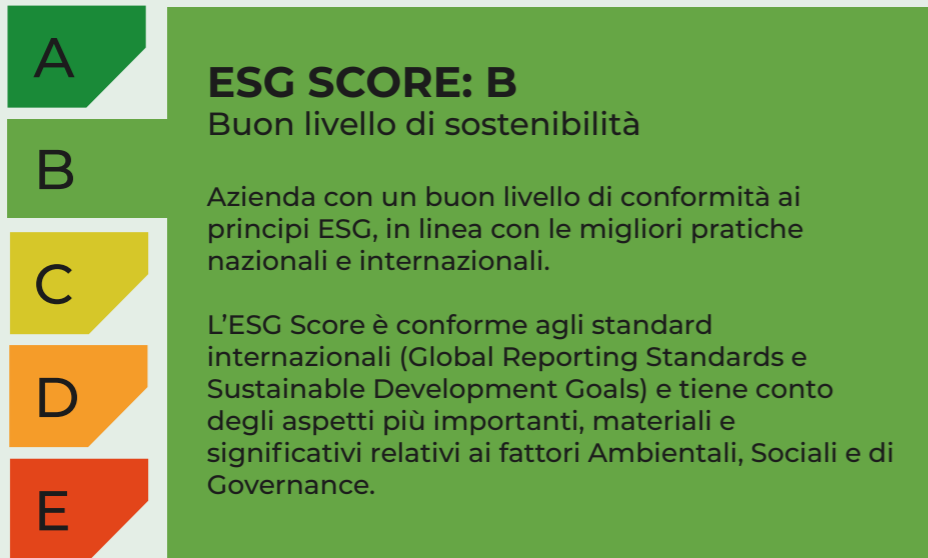 A
B
C
D
E
ESG SCORE: B
Buon livello di sostenibilità
Azienda con un buon livello di conformità ai
principi ESG, in linea con le migliori pratiche
nazionali e internazionali.
L'ESG Score è conforme agli standard
internazionali (Global Reporting Standards e
Sustainable Development Goals) e tiene conto
degli aspetti più importanti, materiali e
significativi relativi ai fattori Ambientali, Sociali e di
Governance.